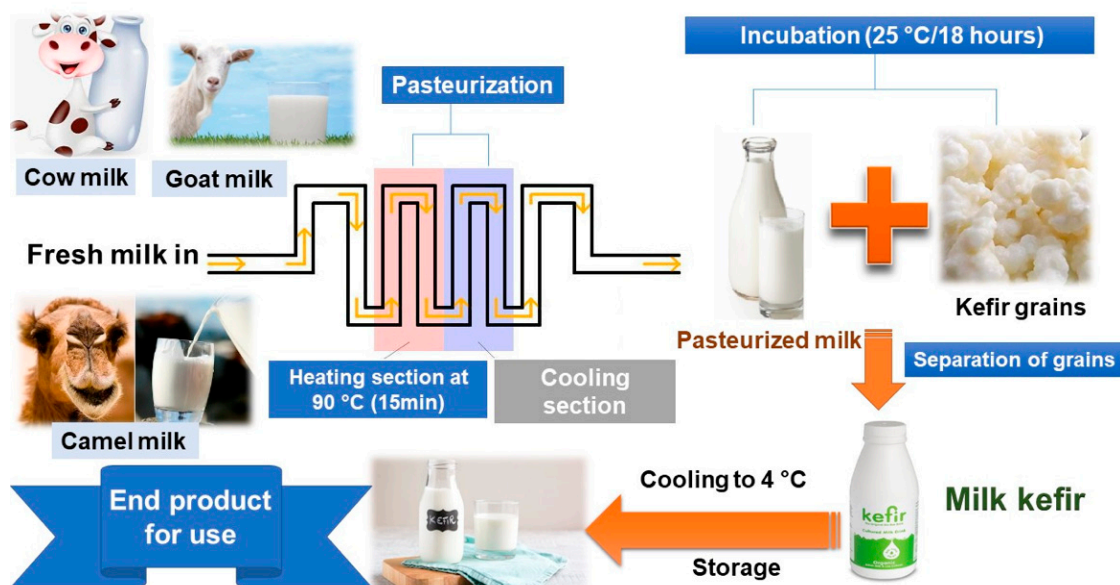 Incubation (25 °C/18 hours)
Pasteurization
Cow milk
Goat milk
Fresh milk in
Kefir grains
Pasteurized milk
Separation of grains
Heating section at
90 °C (15min)
Cooling
section
Camel milk
End product
for use
KEFIR
Cooling to 4 °C
Storage
kefir
Organic
Milk kefir